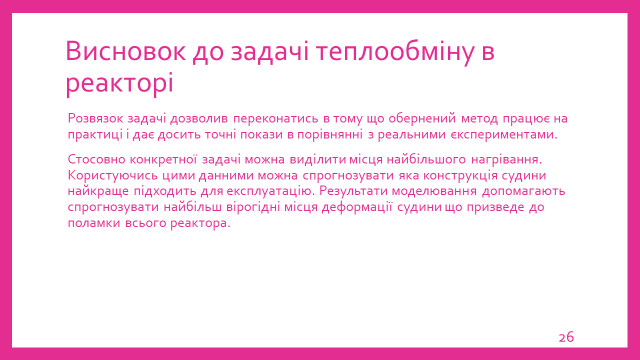 Висновок до задачі теплообміну в
реакторі
Розвязок задачі дозволив переконатись в тому що обернений метод працює на
практиці і дає досить точні покази в порівнянні з реальними єкспериментами.
Стосовно конкретної задачі можна виділити місця найбільшого нагрівання.
Користуючись цими данними можна спрогнозувати яка конструкція судини
найкраще підходить для експлуатацію. Результати моделювання допомагають
спрогнозувати найбільш вірогідні місця деформації судини що призведе до
поламки всього реактора.
26